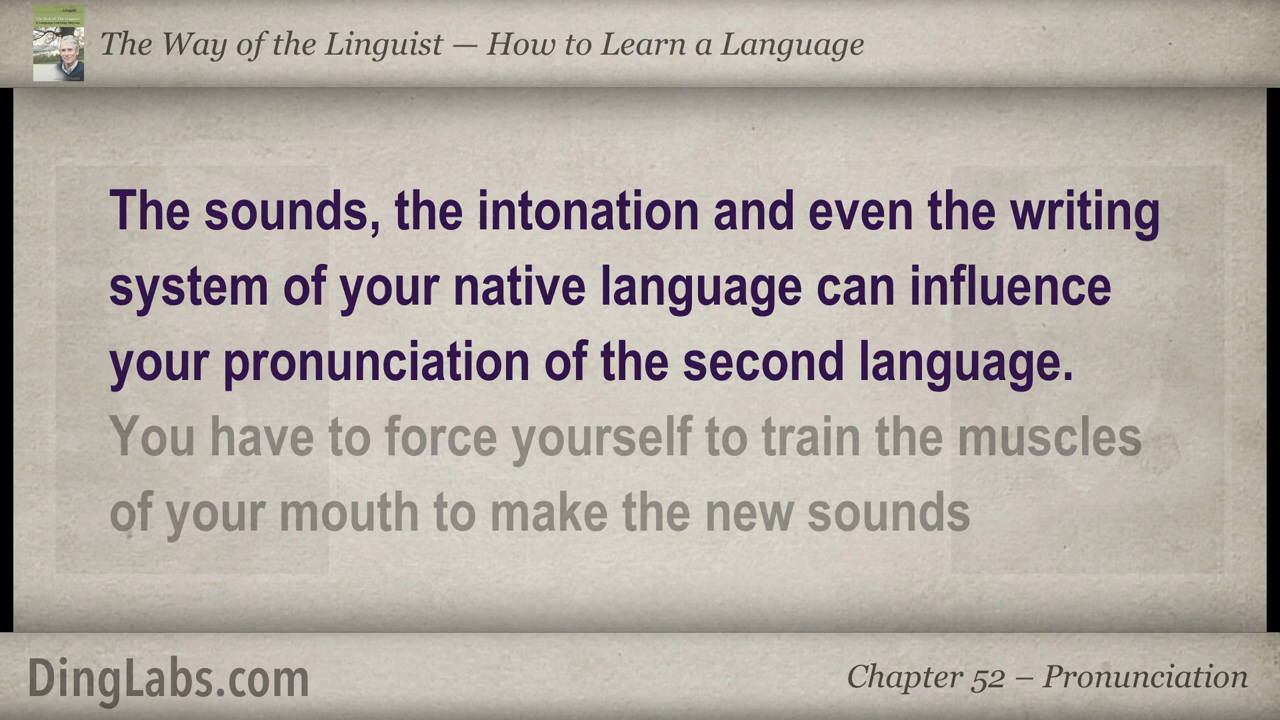 The Way of the Linguist — How to Learn a Language
The sounds, the intonation and even the writing
system of your native language can influence
your pronunciation of the second language.
You have to force yourself to train the muscles
of your mouth to make the new sounds
DingLabs.com
Chapter 52 – Pronunciation